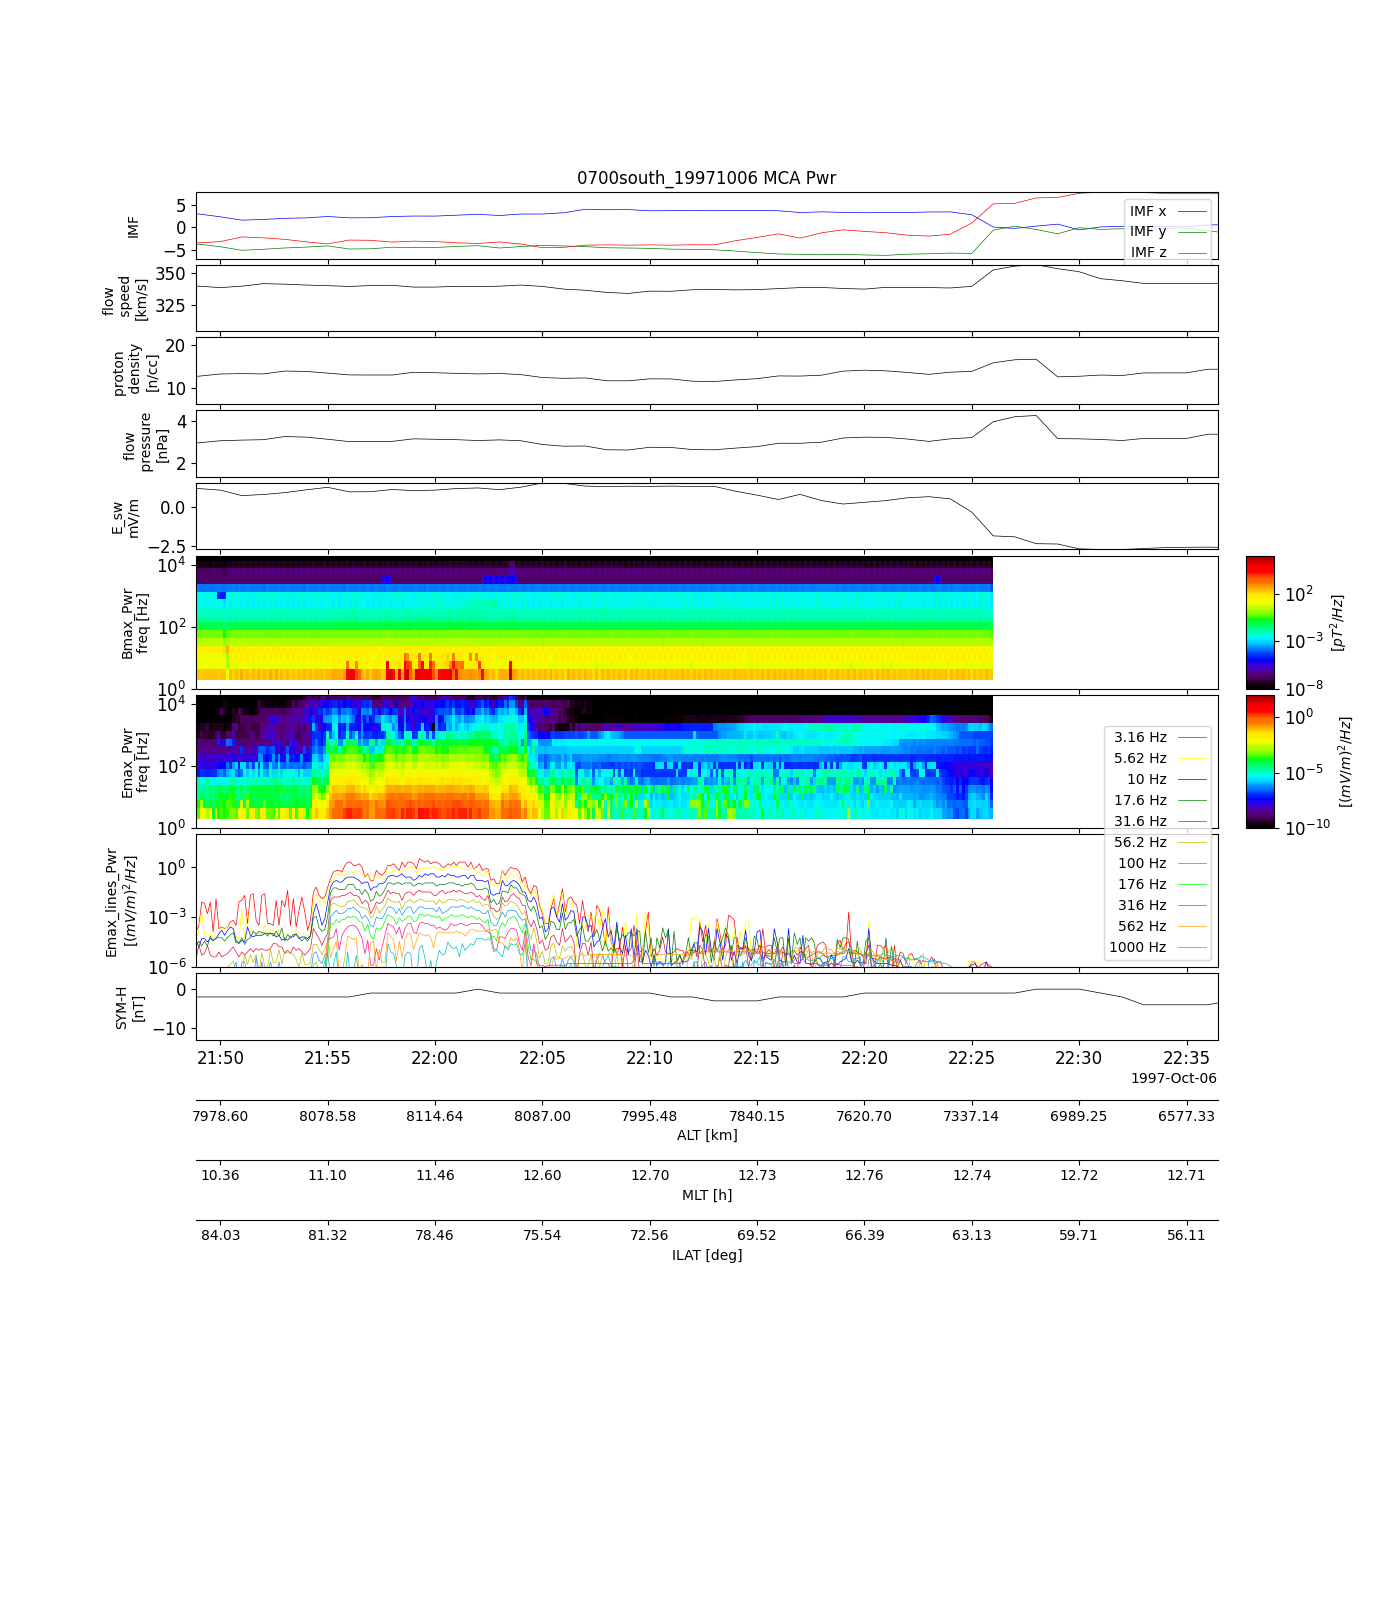 0700south_19971006 MCA Pwr
IMF
5
0
−5
IMF x
IMF y
IMF z
flow
speed
[km/s]
350
325
proton
density
[n/cc]
20
10
flow
pressure
[nPa]
4
2
E_sw
mV/m
0.0
−2.5
Bmax_Pwr
freq [Hz]
10^4
10^2
10^0
10^2
10^−3
10^−8
[pT^2/Hz]
Emax_Pwr
freq [Hz]
10^4
10^2
10^0
10^0
10^−5
10^−10
[(mV/m)^2/Hz]
3.16 Hz
5.62 Hz
10 Hz
17.6 Hz
31.6 Hz
56.2 Hz
100 Hz
176 Hz
316 Hz
562 Hz
1000 Hz
Emax_lines_Pwr
[(mV/m)^2/Hz]
10^0
10^−3
10^−6
SYM-H
[nT]
0
−10
21:50 21:55 22:00 22:05 22:10 22:15 22:20 22:25 22:30 22:35
1997-Oct-06
7978.60 8078.58 8114.64 8087.00 7995.48 7840.15 7620.70 7337.14 6989.25 6577.33
ALT [km]
10.36 11.10 11.46 12.60 12.70 12.73 12.76 12.74 12.72 12.71
MLT [h]
84.03 81.32 78.46 75.54 72.56 69.52 66.39 63.13 59.71 56.11
ILAT [deg]